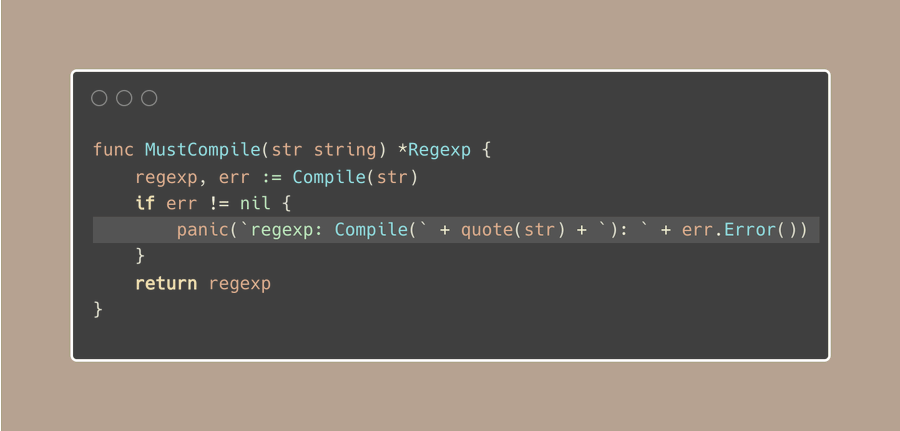 func MustCompile(str string) *Regexp {
    regexp, err := Compile(str)
    if err != nil {
        panic(`regexp: Compile(` + quote(str) + `): ` + err.Error())
    }
    return regexp
}